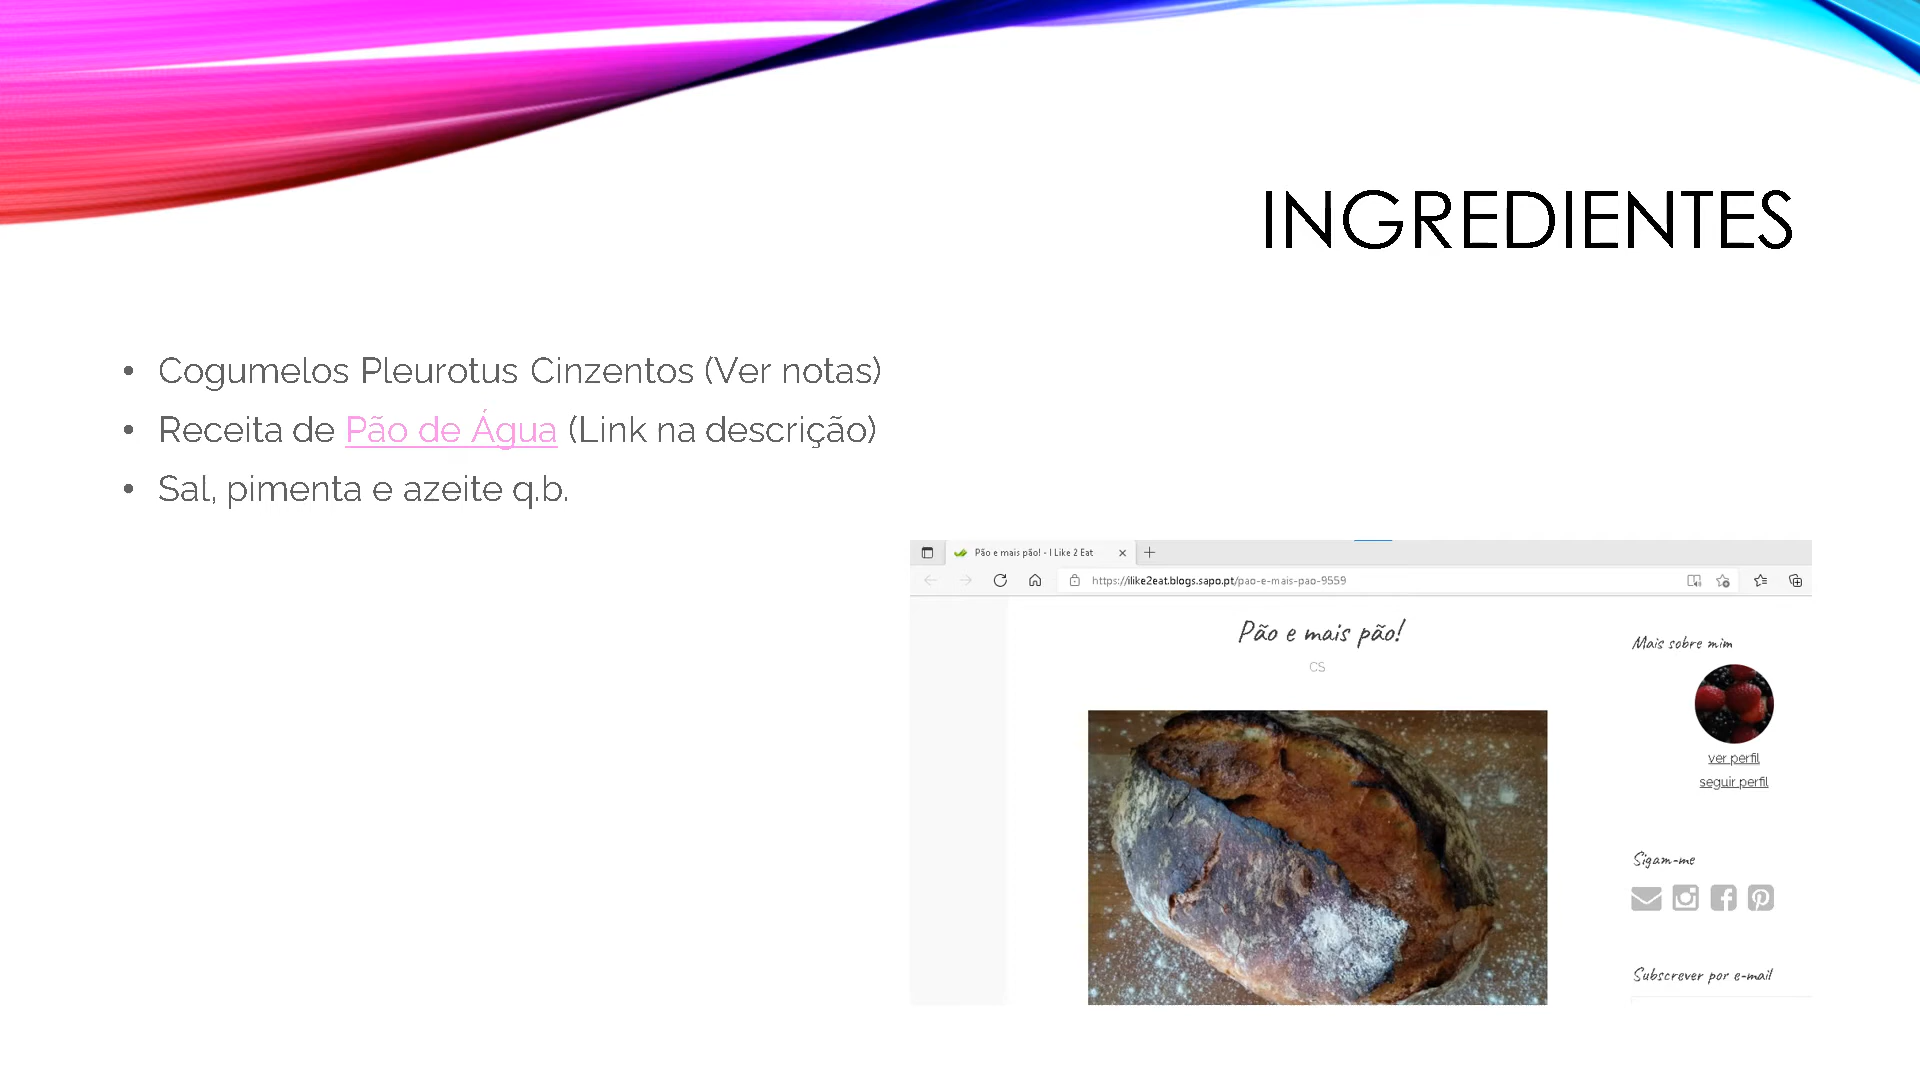 INGREDIENTES
• Cogumelos Pleurotus Cinzentos (Ver notas)
• Receita de Pão de Água (Link na descrição)
• Sal, pimenta e azeite q.b.
Pão e mais pão! - I Like 2 Eat
https://ilike2eat.blogs.sapo.pt/pao-e-mais-pao-9559
Pão e mais pão!
CS
Mais sobre mim
ver perfil
seguir perfil
Sigam-me
Subscrever por e-mail